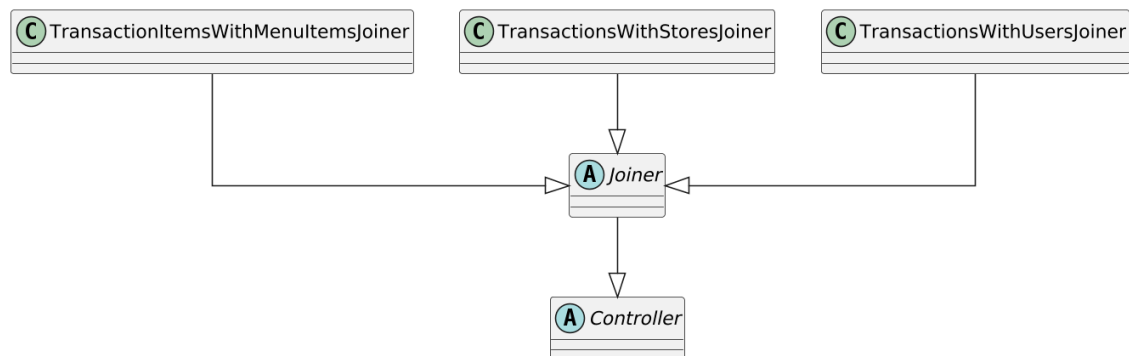 C TransactionItemsWithMenuItemsJoiner
C TransactionsWithStoresJoiner
C TransactionsWithUsersJoiner
A Joiner
A Controller